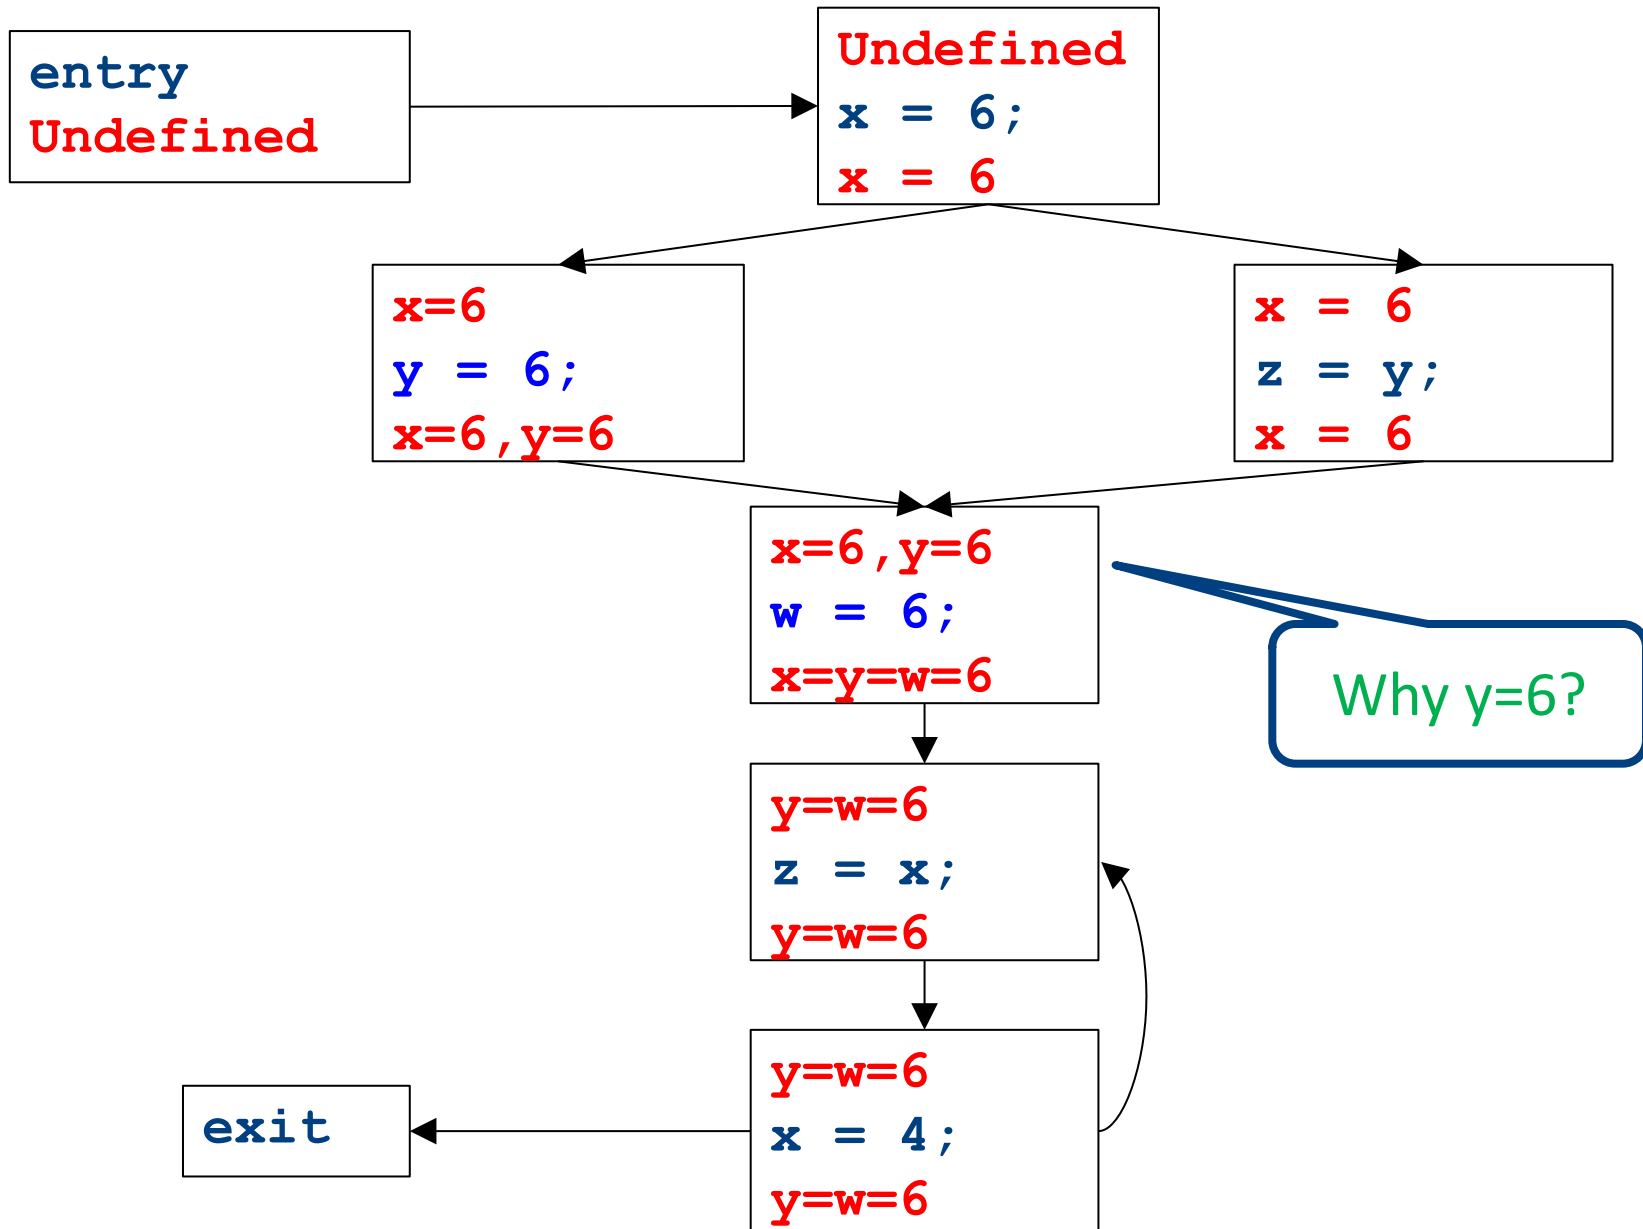 entry
Undefined
Undefined
x = 6;
x = 6
x=6
y = 6;
x=6,y=6
x = 6
z = y;
x = 6
x=6,y=6
w = 6;
x=y=w=6
Why y=6?
y=w=6
z = x;
y=w=6
y=w=6
x = 4;
y=w=6
exit